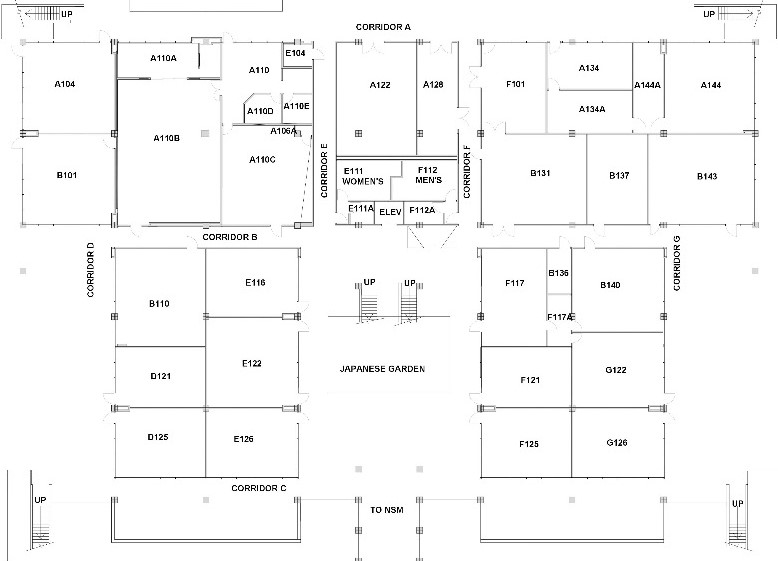 UP
UP
CORRIDOR A
A110A
A110
E104
A104
A122
A128
F101
A134
A144A
A144
A110D
A110E
A134A
A106A
A110B
A110C
B101
E111
WOMEN'S
F112
MEN'S
B131
B137
B143
CORRIDOR E
CORRIDOR F
E111A
ELEV
F112A
CORRIDOR B
CORRIDOR D
CORRIDOR G
B110
E116
UP
UP
F117
B136
B140
F117A
D121
E122
JAPANESE GARDEN
F121
G122
D125
E126
F125
G126
CORRIDOR C
UP
TO NSM
UP